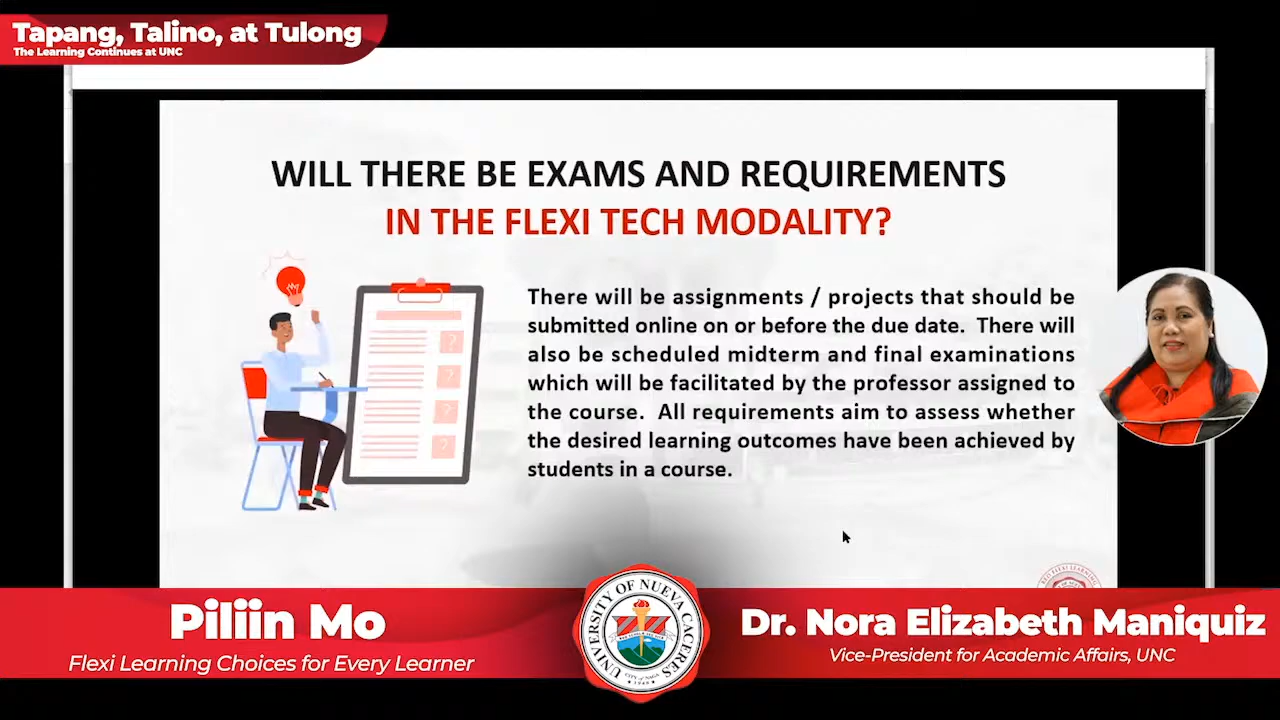 Tapang, Talino, at Tulong
The Learning Continues at UNC
WILL THERE BE EXAMS AND REQUIREMENTS
IN THE FLEXI TECH MODALITY?
There will be assignments / projects that should be
submitted online on or before the due date. There will
also be scheduled midterm and final examinations
which will be facilitated by the professor assigned to
the course. All requirements aim to assess whether
the desired learning outcomes have been achieved by
students in a course.
? 
?
?
?
Piliin Mo
Flexi Learning Choices for Every Learner
UNIVERSITY OF NUEVA CACERES
CITY OF NAGA
1948
Dr. Nora Elizabeth Maniquiz
Vice-President for Academic Affairs, UNC